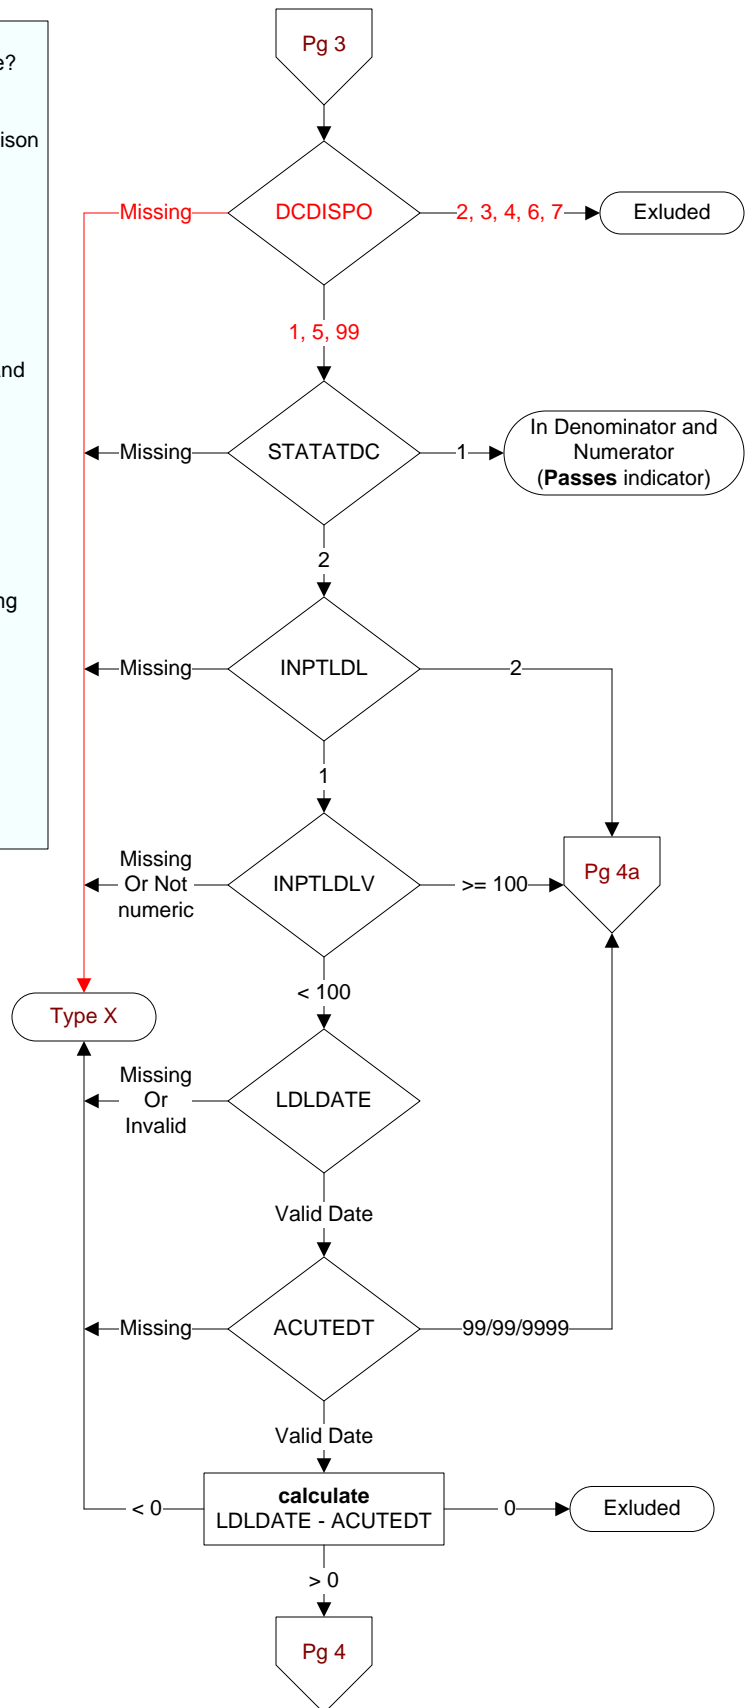 Pg 3
e?
ison
Missing
DCDISPO
2, 3, 4, 6, 7
Exluded
1, 5, 99
and
Missing
STATATDC
1
In Denominator and
Numerator
(Passes indicator)
2
ng
Missing
INPTLDL
2
1
Missing
Or Not
numeric
INPTLDLV
>= 100
Pg 4a
< 100
Type X
Missing
Or
Invalid
LDLDATE
Valid Date
Missing
ACUTEDT
99/99/9999
Valid Date
< 0
calculate
LDLDATE - ACUTEDT
0
Exluded
> 0
Pg 4